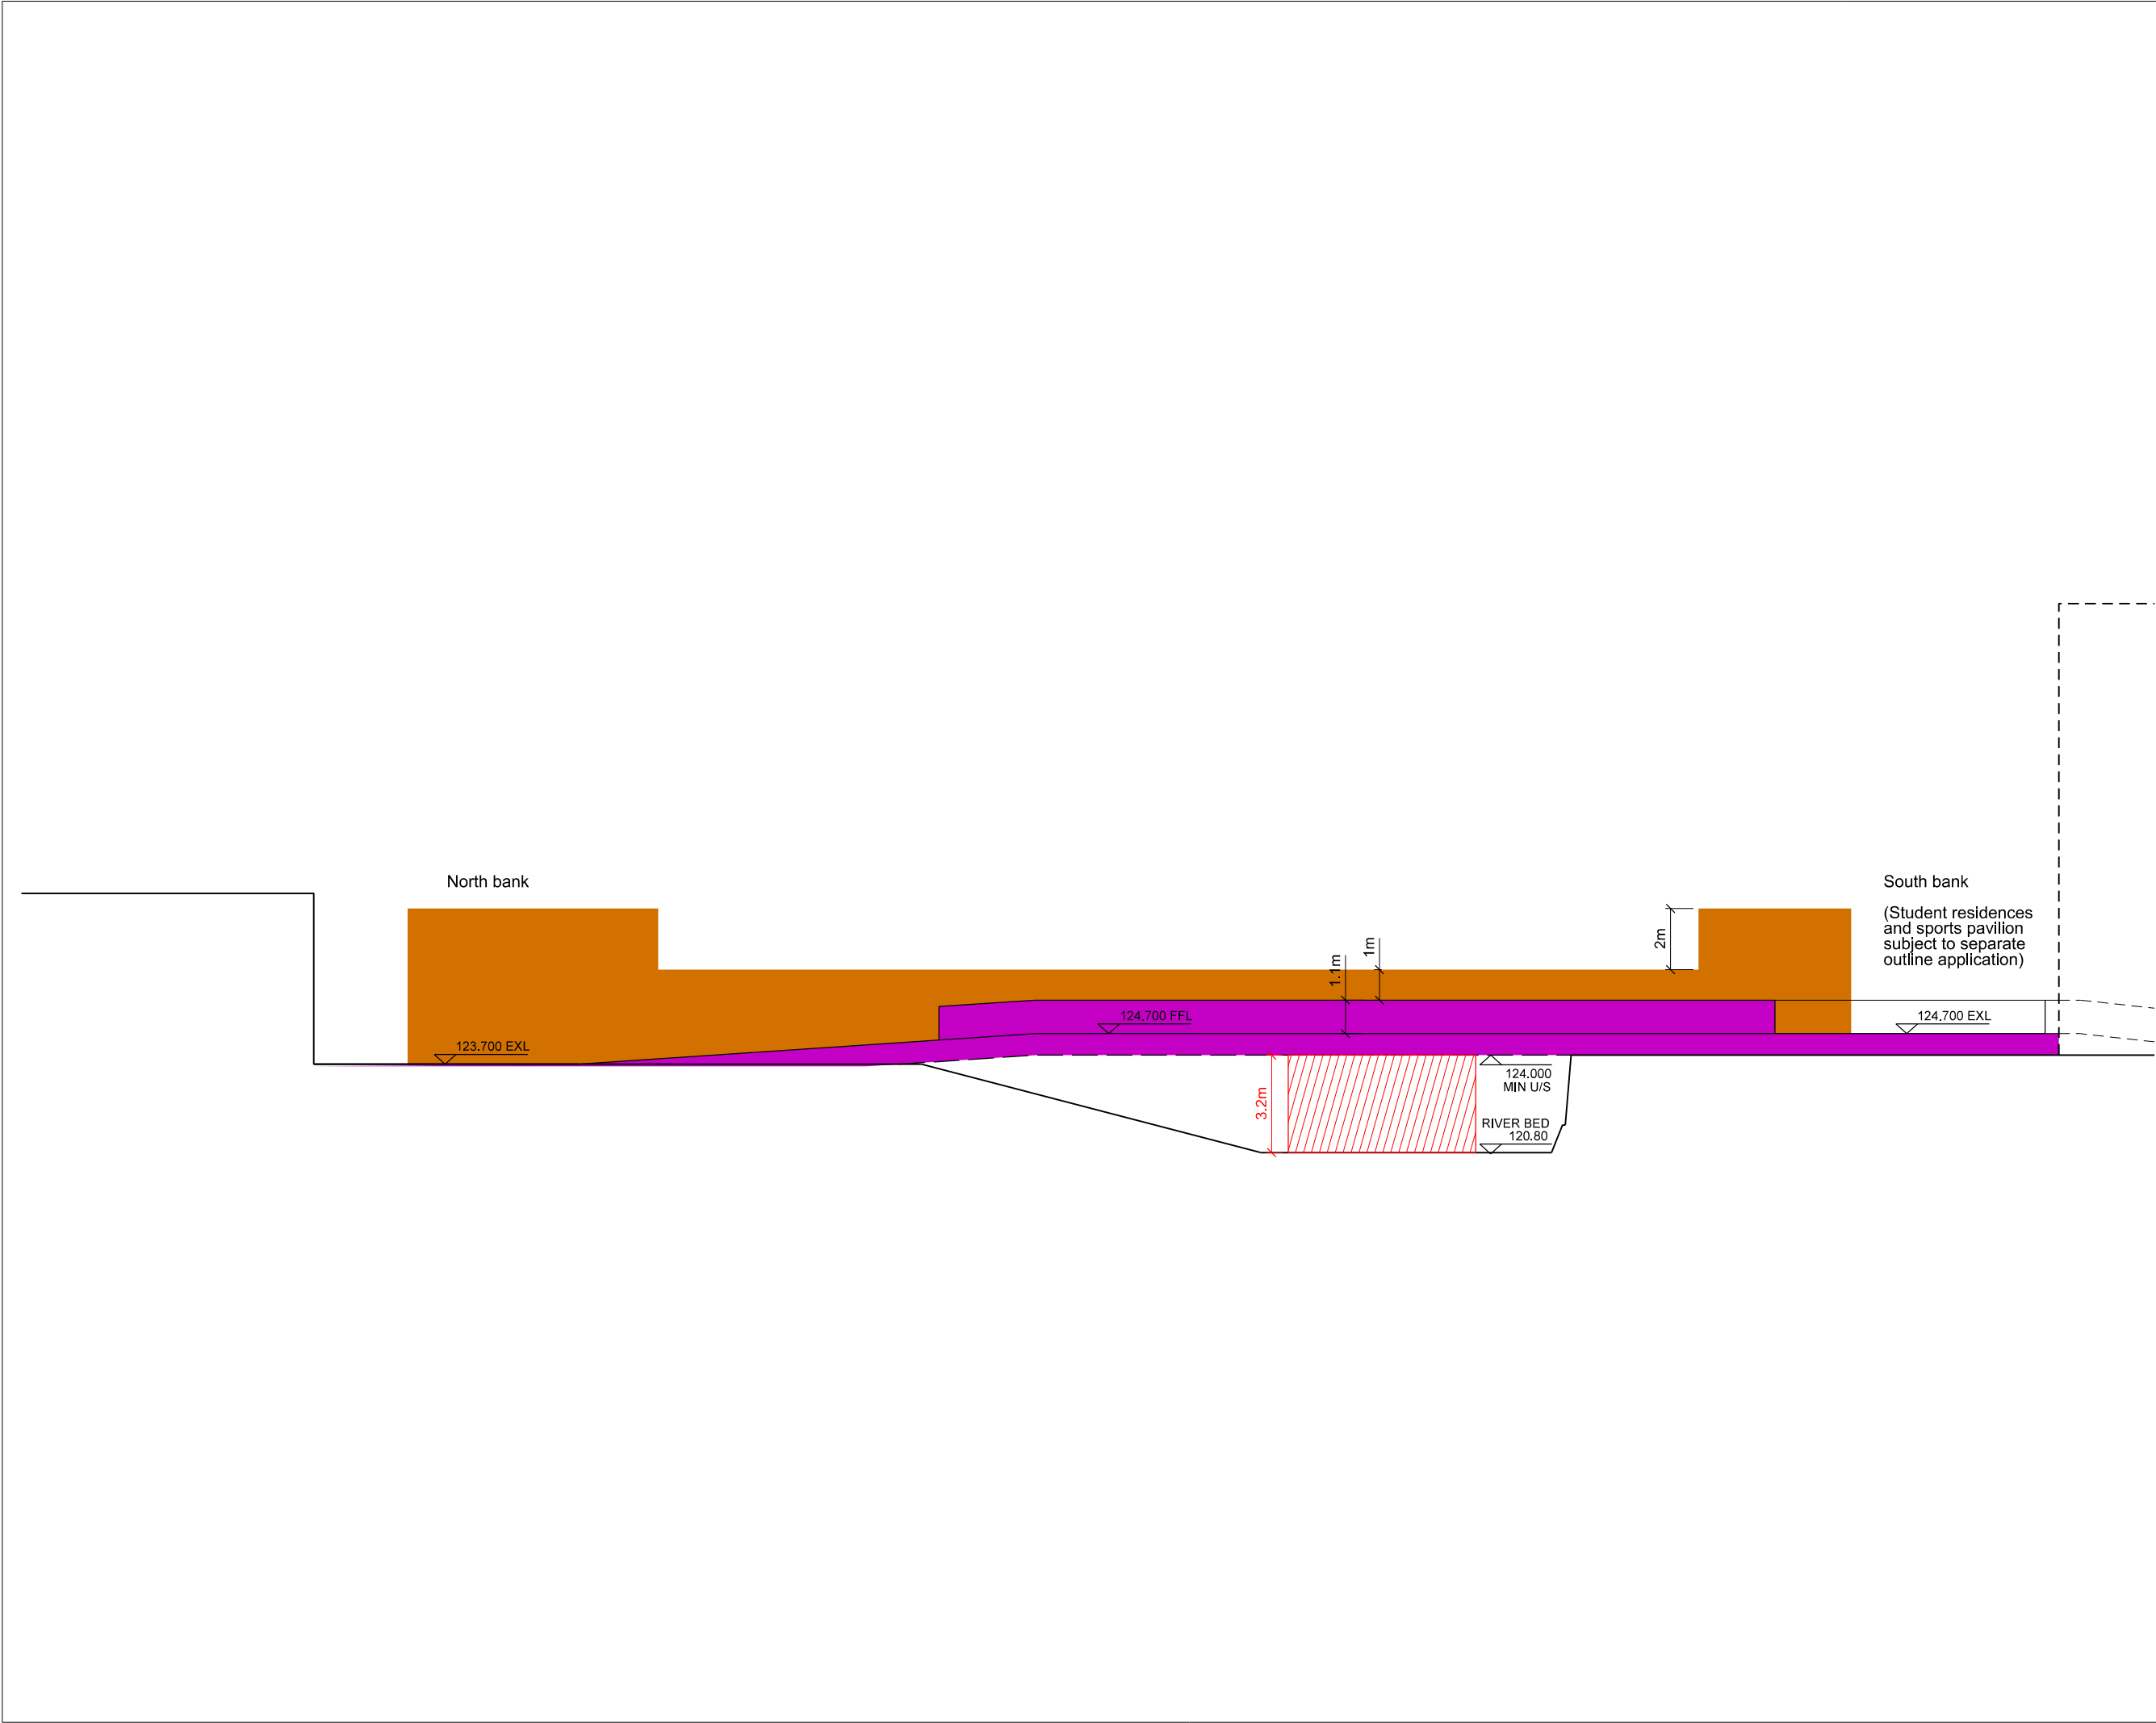 North bank
South bank
(Student residences
and sports pavilion
subject to separate
outline application)
2m
1m
1.1m
124.700 FFL
124.700 EXL
123.700 EXL
124.000
MIN U/S
3.2m
RIVER BED
120.80